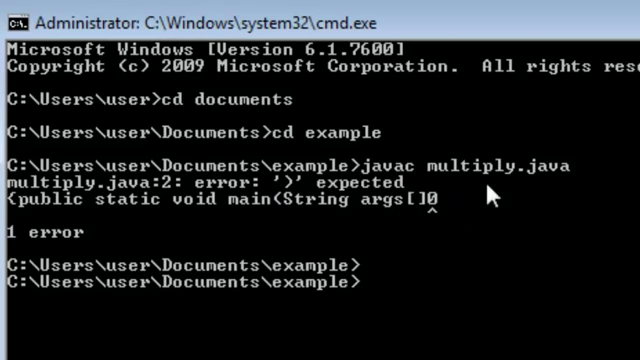 Administrator: C:\Windows\system32\cmd.exe
Microsoft Windows [Version 6.1.7600]
Copyright (c) 2009 Microsoft Corporation.  All rights rese
C:\Users\user>cd documents
C:\Users\user\Documents>cd example
C:\Users\user\Documents\example>javac multiply.java
multiply.java:2: error: ')' expected
{public static void main(String args[]0
^
1 error
C:\Users\user\Documents\example>
C:\Users\user\Documents\example>